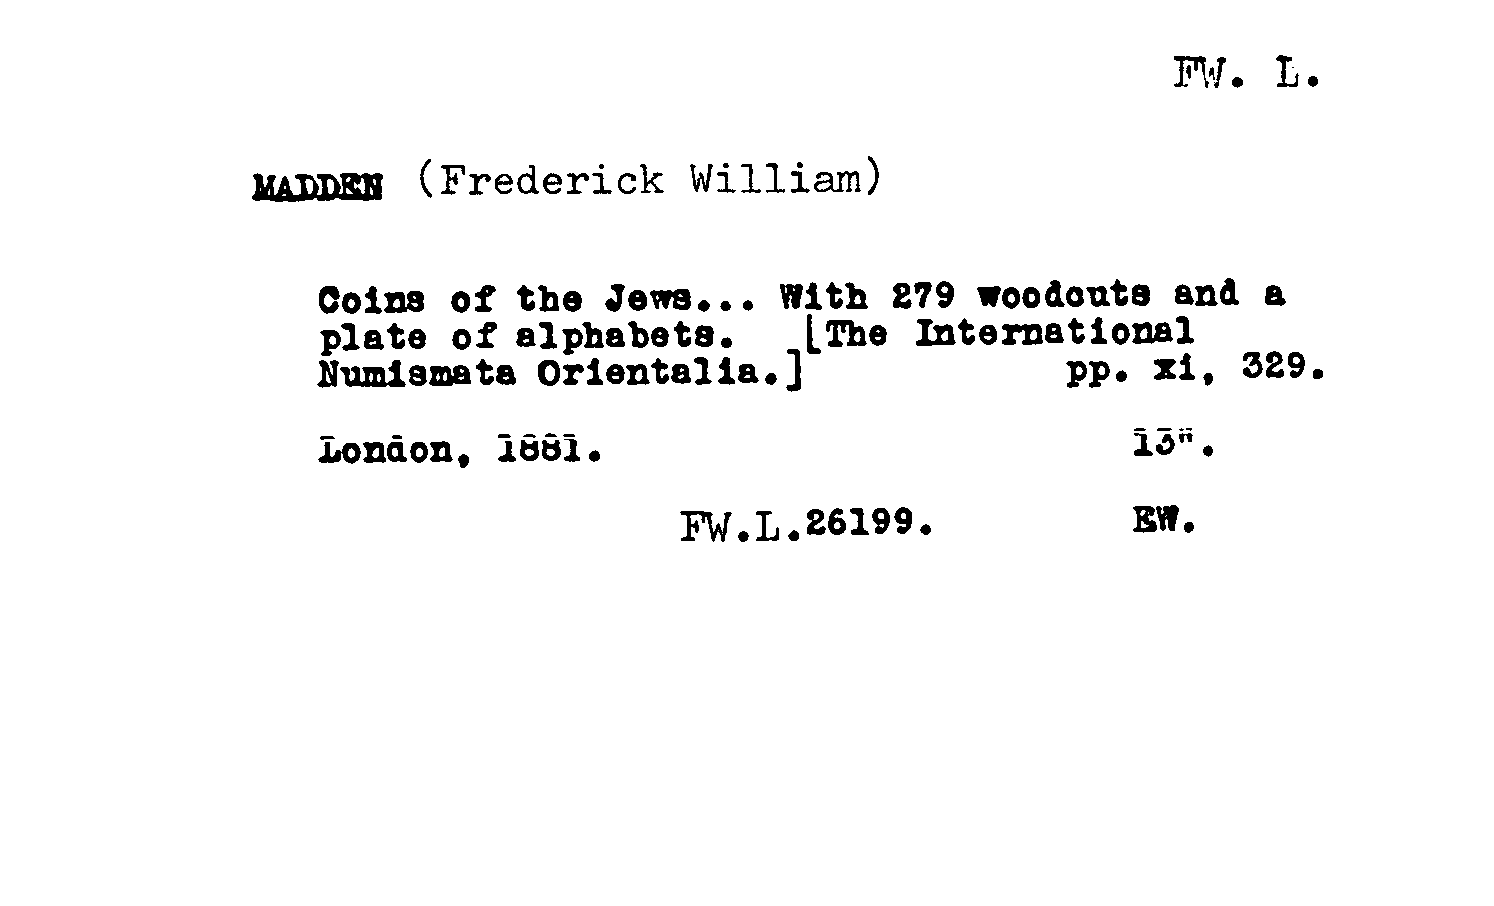 FW. L.
MADDEN (Frederick William)
Coins of the Jews... With 279 woodcuts and a
plate of alphabets. [The International
Numismata Orientalia.] pp. xi, 329.
London, 1881. 13".
FW.L.26199. EW.